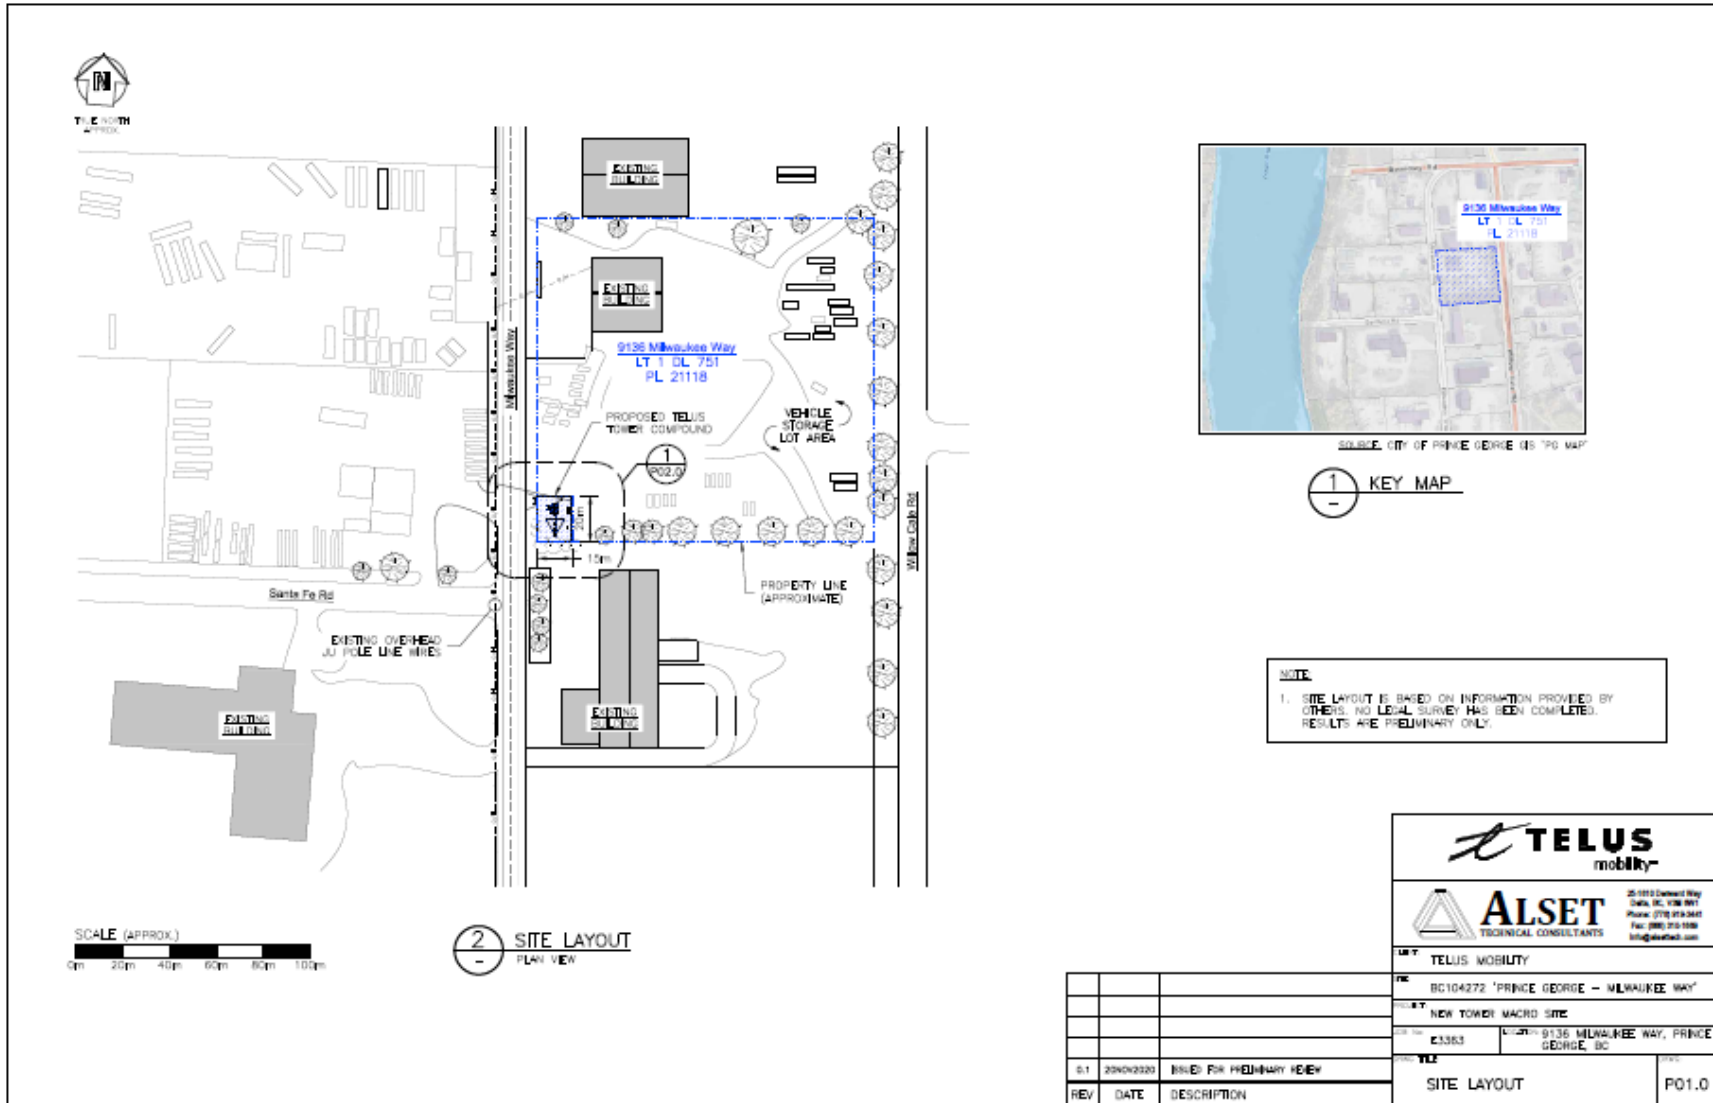 N
TRUE NORTH
APPROX.
EXISTING
BUILDING
9136 Milwaukee Way
LT 1 DL 751
PL 21118
SOURCE: CITY OF PRINCE GEORGE GIS "PG MAP"
1
-
KEY MAP
EXISTING
BUILDING
Milwaukee Way
9136 Milwaukee Way
LT 1 DL 751
PL 21118
PROPOSED TELUS
TOWER COMPOUND
VEHICLE
STORAGE
LOT AREA
1
P02.0
20m
15m
Willow Cale Rd
PROPERTY LINE
(APPROXIMATE)
Santa Fe Rd
EXISTING OVERHEAD
JU POLE LINE WIRES
EXISTING
BUILDING
EXISTING
BUILDING
NOTE:
1. SITE LAYOUT IS BASED ON INFORMATION PROVIDED BY
OTHERS. NO LEGAL SURVEY HAS BEEN COMPLETED.
RESULTS ARE PRELIMINARY ONLY.
SCALE (APPROX.)
0m 20m 40m 60m 80m 100m
2
-
SITE LAYOUT
PLAN VIEW
TELUS
mobility
ALSET
TECHNICAL CONSULTANTS
TELUS MOBILITY
BC104272 'PRINCE GEORGE - MILWAUKEE WAY'
NEW TOWER MACRO SITE
E3363
9136 MILWAUKEE WAY, PRINCE
GEORGE, BC
TITLE
SITE LAYOUT
P01.0
0.1 20NOV2020 ISSUED FOR PRELIMINARY REVIEW
REV DATE DESCRIPTION